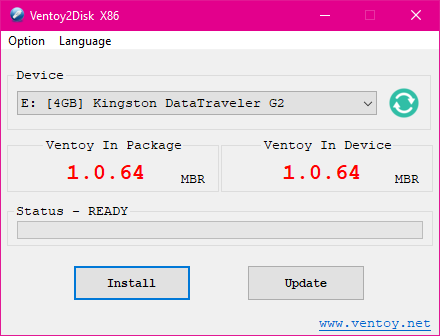 Ventoy2Disk X86
Option Language
Device
E: [4GB] Kingston DataTraveler G2
Ventoy In Package
Ventoy In Device
1.0.64 MBR
1.0.64 MBR
Status - READY
Install
Update
www.ventoy.net